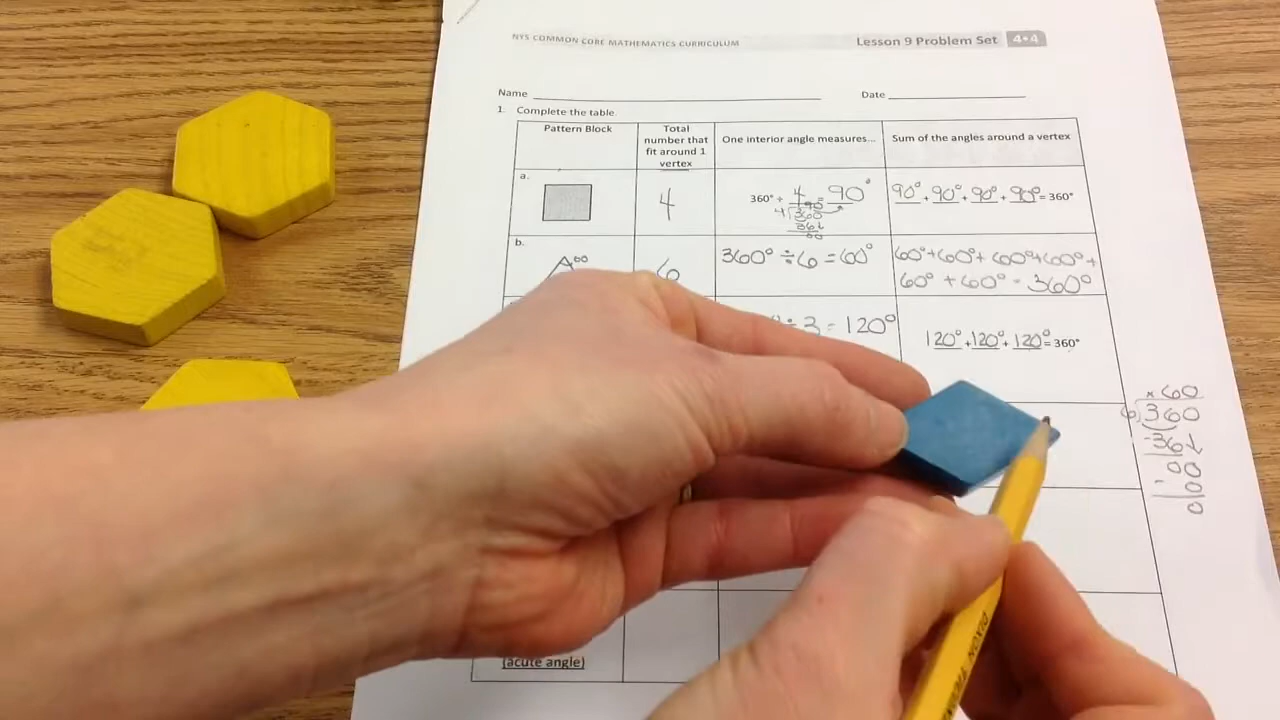 NYS COMMON CORE MATHEMATICS CURRICULUM
Lesson 9 Problem Set 4•4
Name
Date
1. Complete the table
Pattern Block
Total number that fit around 1 vertex
One interior angle measures...
Sum of the angles around a vertex
a.
4
360° ÷ 4 = 90°
90° + 90° + 90° + 90° = 360°
b.
60
6
360° ÷ 6 = 60°
60° + 60° + 60° + 60° +
60° + 60° = 360°
÷ 3 = 120°
120° + 120° + 120° = 360°
60
6 360
36
00
(acute angle)
DIXON